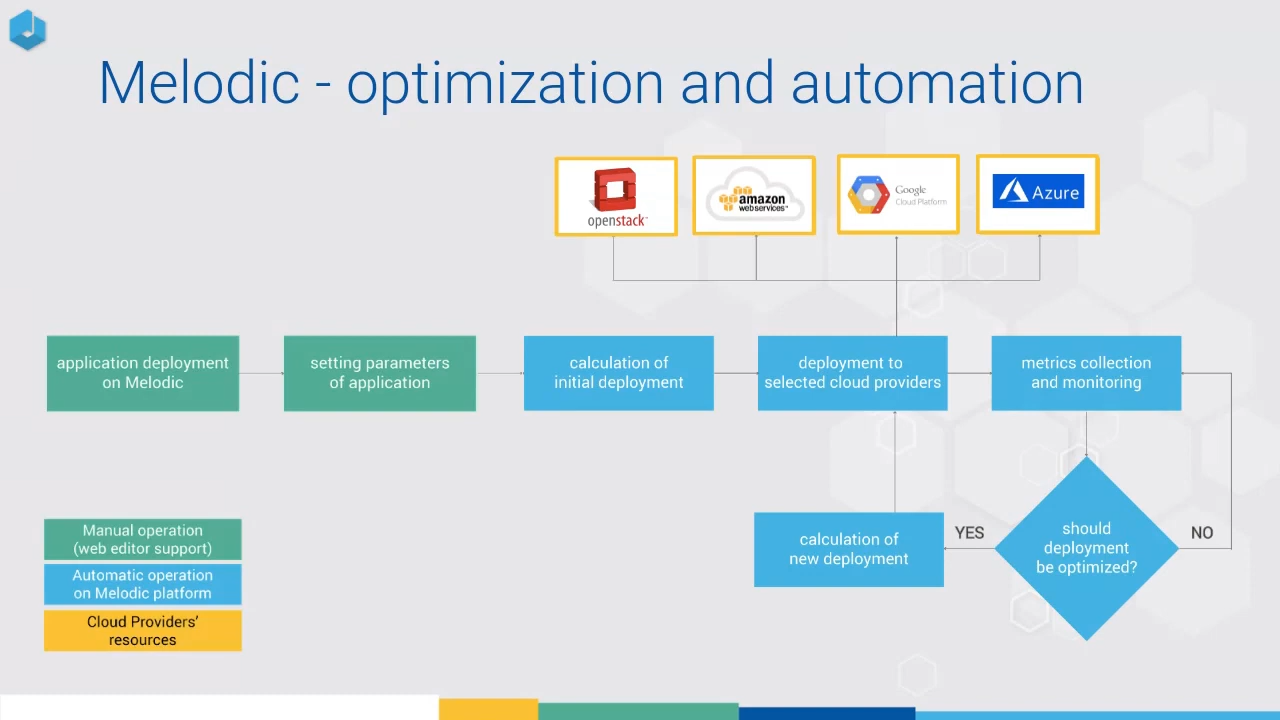 Melodic - optimization and automation
openstack™
amazon
webservices™
Google
Cloud Platform
Azure
application deployment
on Melodic
setting parameters
of application
calculation of
initial deployment
deployment to
selected cloud providers
metrics collection
and monitoring
Manual operation
(web editor support)
Automatic operation
on Melodic platform
Cloud Providers’
resources
calculation of
new deployment
YES
should
deployment
be optimized?
NO